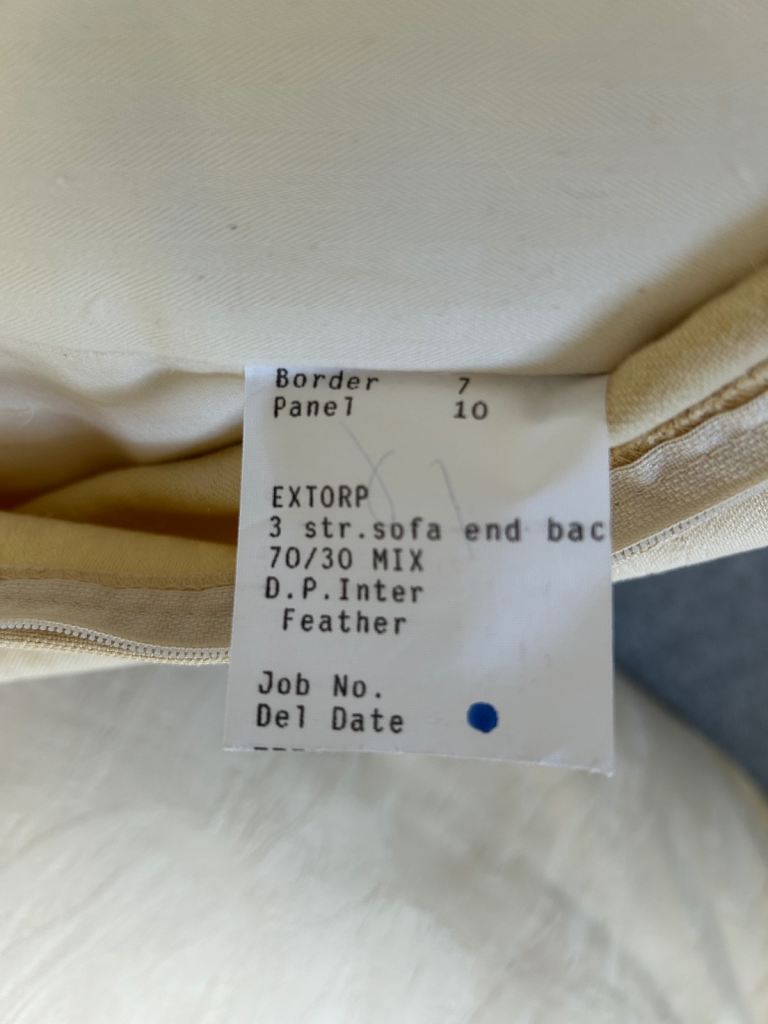 Border 7
Panel 10
EXTORP
3 str.sofa end bac
70/30 MIX
D.P.Inter
Feather
Job No.
Del Date